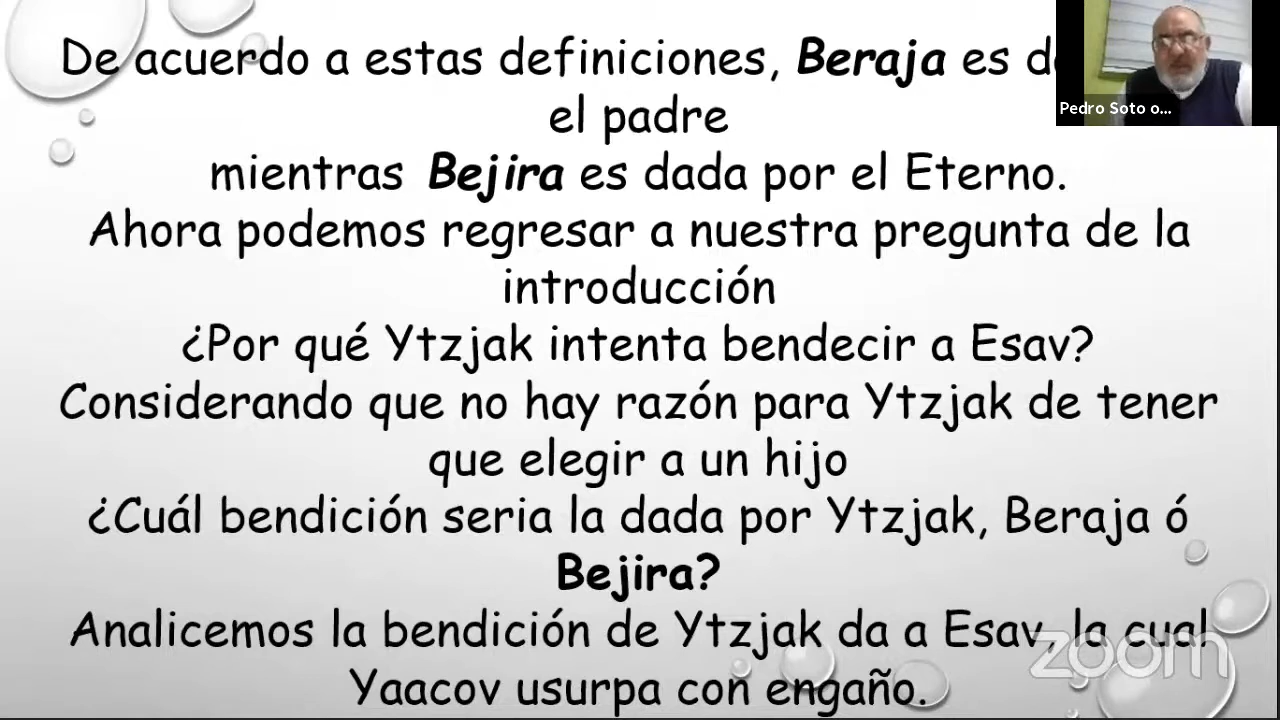 De acuerdo a estas definiciones, Beraja es
el padre
mientras Bejira es dada por el Eterno.
Ahora podemos regresar a nuestra pregunta de la
introducción
¿Por qué Ytzjak intenta bendecir a Esav?
Considerando que no hay razón para Ytzjak de tener
que elegir a un hijo
¿Cuál bendición seria la dada por Ytzjak, Beraja ó
Bejira?
Analicemos la bendición de Ytzjak da a Esav, la cual
Yaacov usurpa con engaño.
Pedro Soto o...
zoom